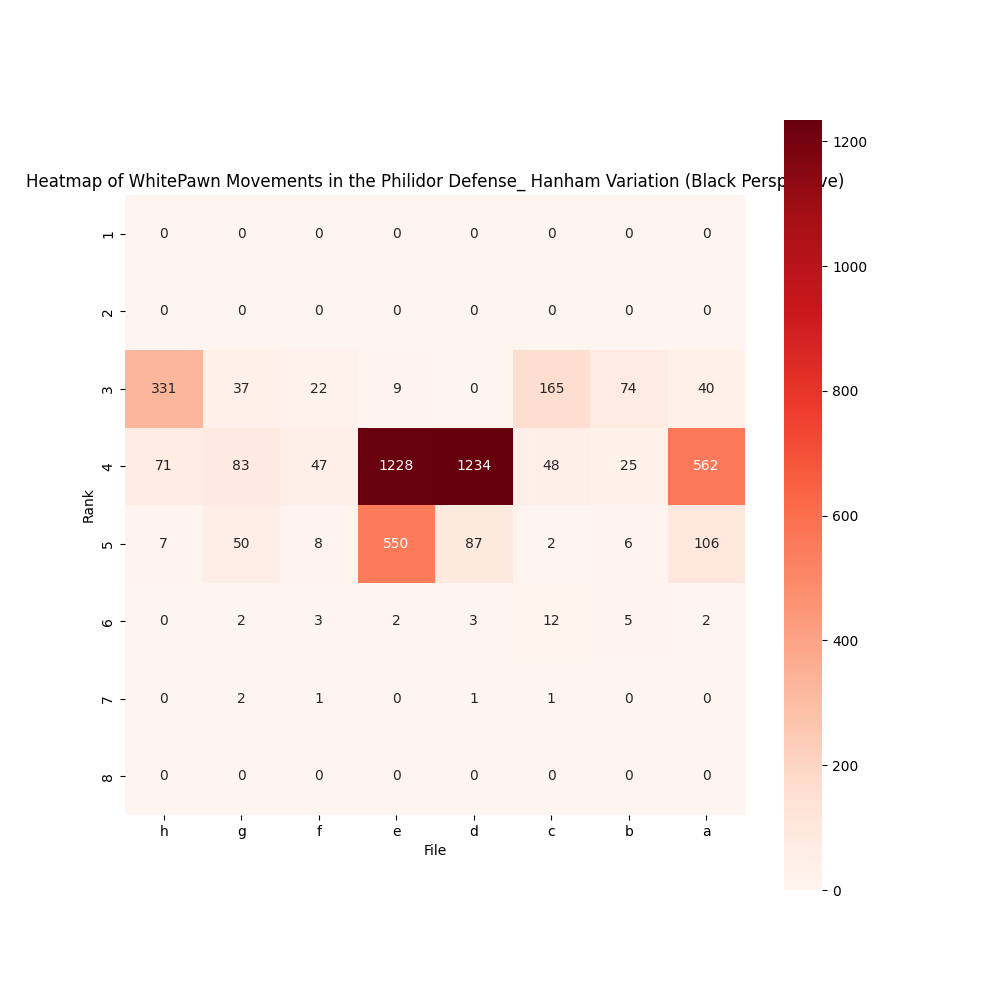 Heatmap of WhitePawn Movements in the Philidor Defense_ Hanham Variation (Black Persp ve)
1 0 0 0 0 0 0 0 0
2 0 0 0 0 0 0 0 0
3 331 37 22 9 0 165 74 40
4 71 83 47 1228 1234 48 25 562
5 7 50 8 550 87 2 6 106
6 0 2 3 2 3 12 5 2
7 0 2 1 0 1 1 0 0
8 0 0 0 0 0 0 0 0
h g f e d c b a
File
Rank
1200
1000
800
600
400
200
0